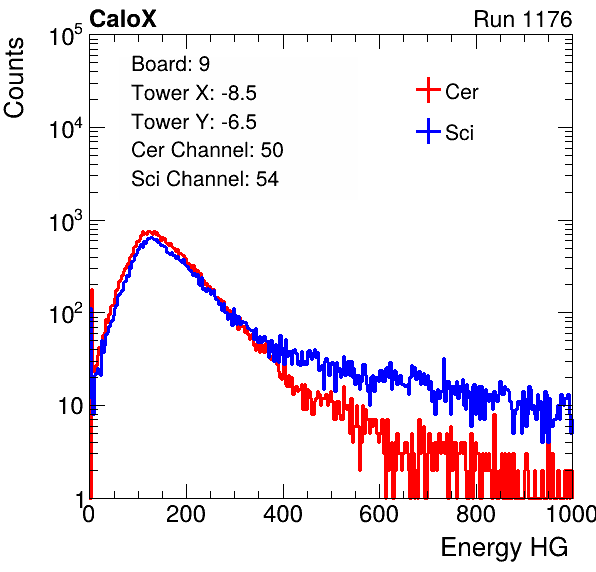 CaloX Run 1176
Counts
Board: 9
Tower X: -8.5
Tower Y: -6.5
Cer Channel: 50
Sci Channel: 54
Cer
Sci
10^5
10^4
10^3
10^2
10
1
0 200 400 600 800 1000
Energy HG